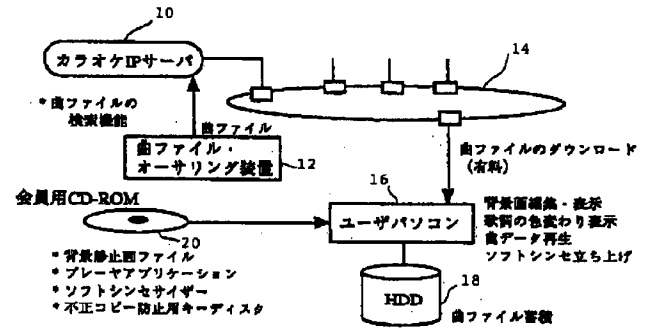 10
カラオケIPサーバ
14
*曲ファイルの
検索機能
曲ファイル
曲ファイル・
オーサリング装置
12
曲ファイルのダウンロード
(有料)
会員用CD-ROM
16
ユーザパソコン
背景画編集・表示
歌詞の色変わり表示
曲データ再生
ソフトシンセ立ち上げ
20
*背景静止画ファイル
*プレーヤアプリケーション
*ソフトシンセサイザー
*不正コピー防止用キーディスク
HDD
18
曲ファイル蓄積